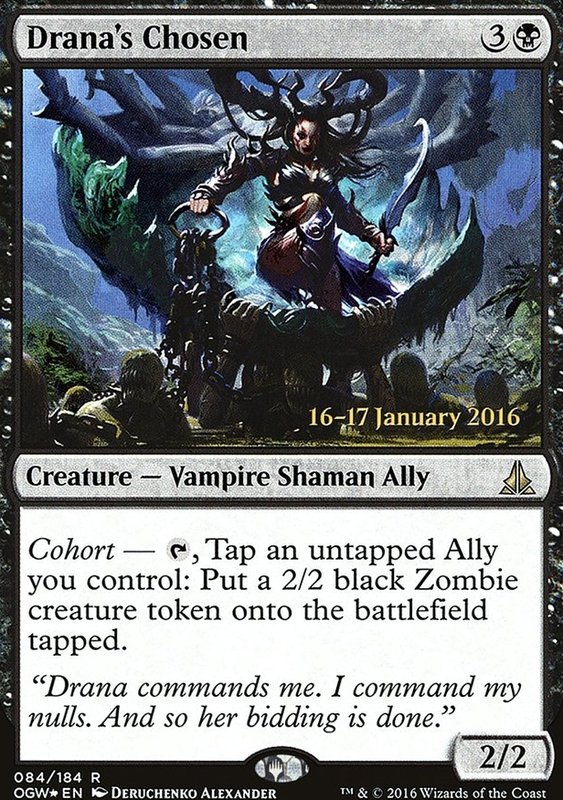 Drana's Chosen 3
16–17 January 2016
Creature — Vampire Shaman Ally
Cohort — , Tap an untapped Ally
you control: Put a 2/2 black Zombie
creature token onto the battlefield
tapped.
“Drana commands me. I command my
nulls. And so her bidding is done.”
2/2
084/184 R
OGW★EN DERUCHENKO ALEXANDER
™ & © 2016 Wizards of the Coast